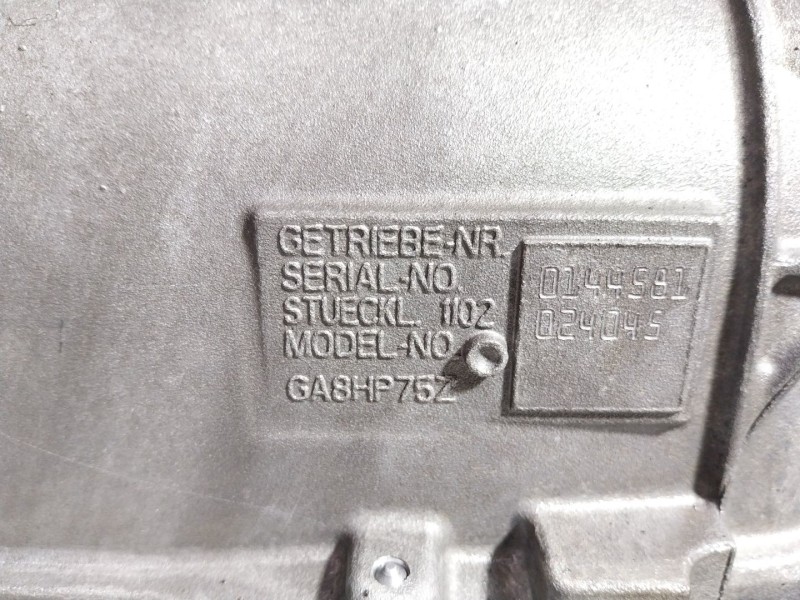 GETRIEBE-NR.
SERIAL-NO.
0144581
STUECKL. 1102
024045
MODEL-NO.
GA8HP75Z